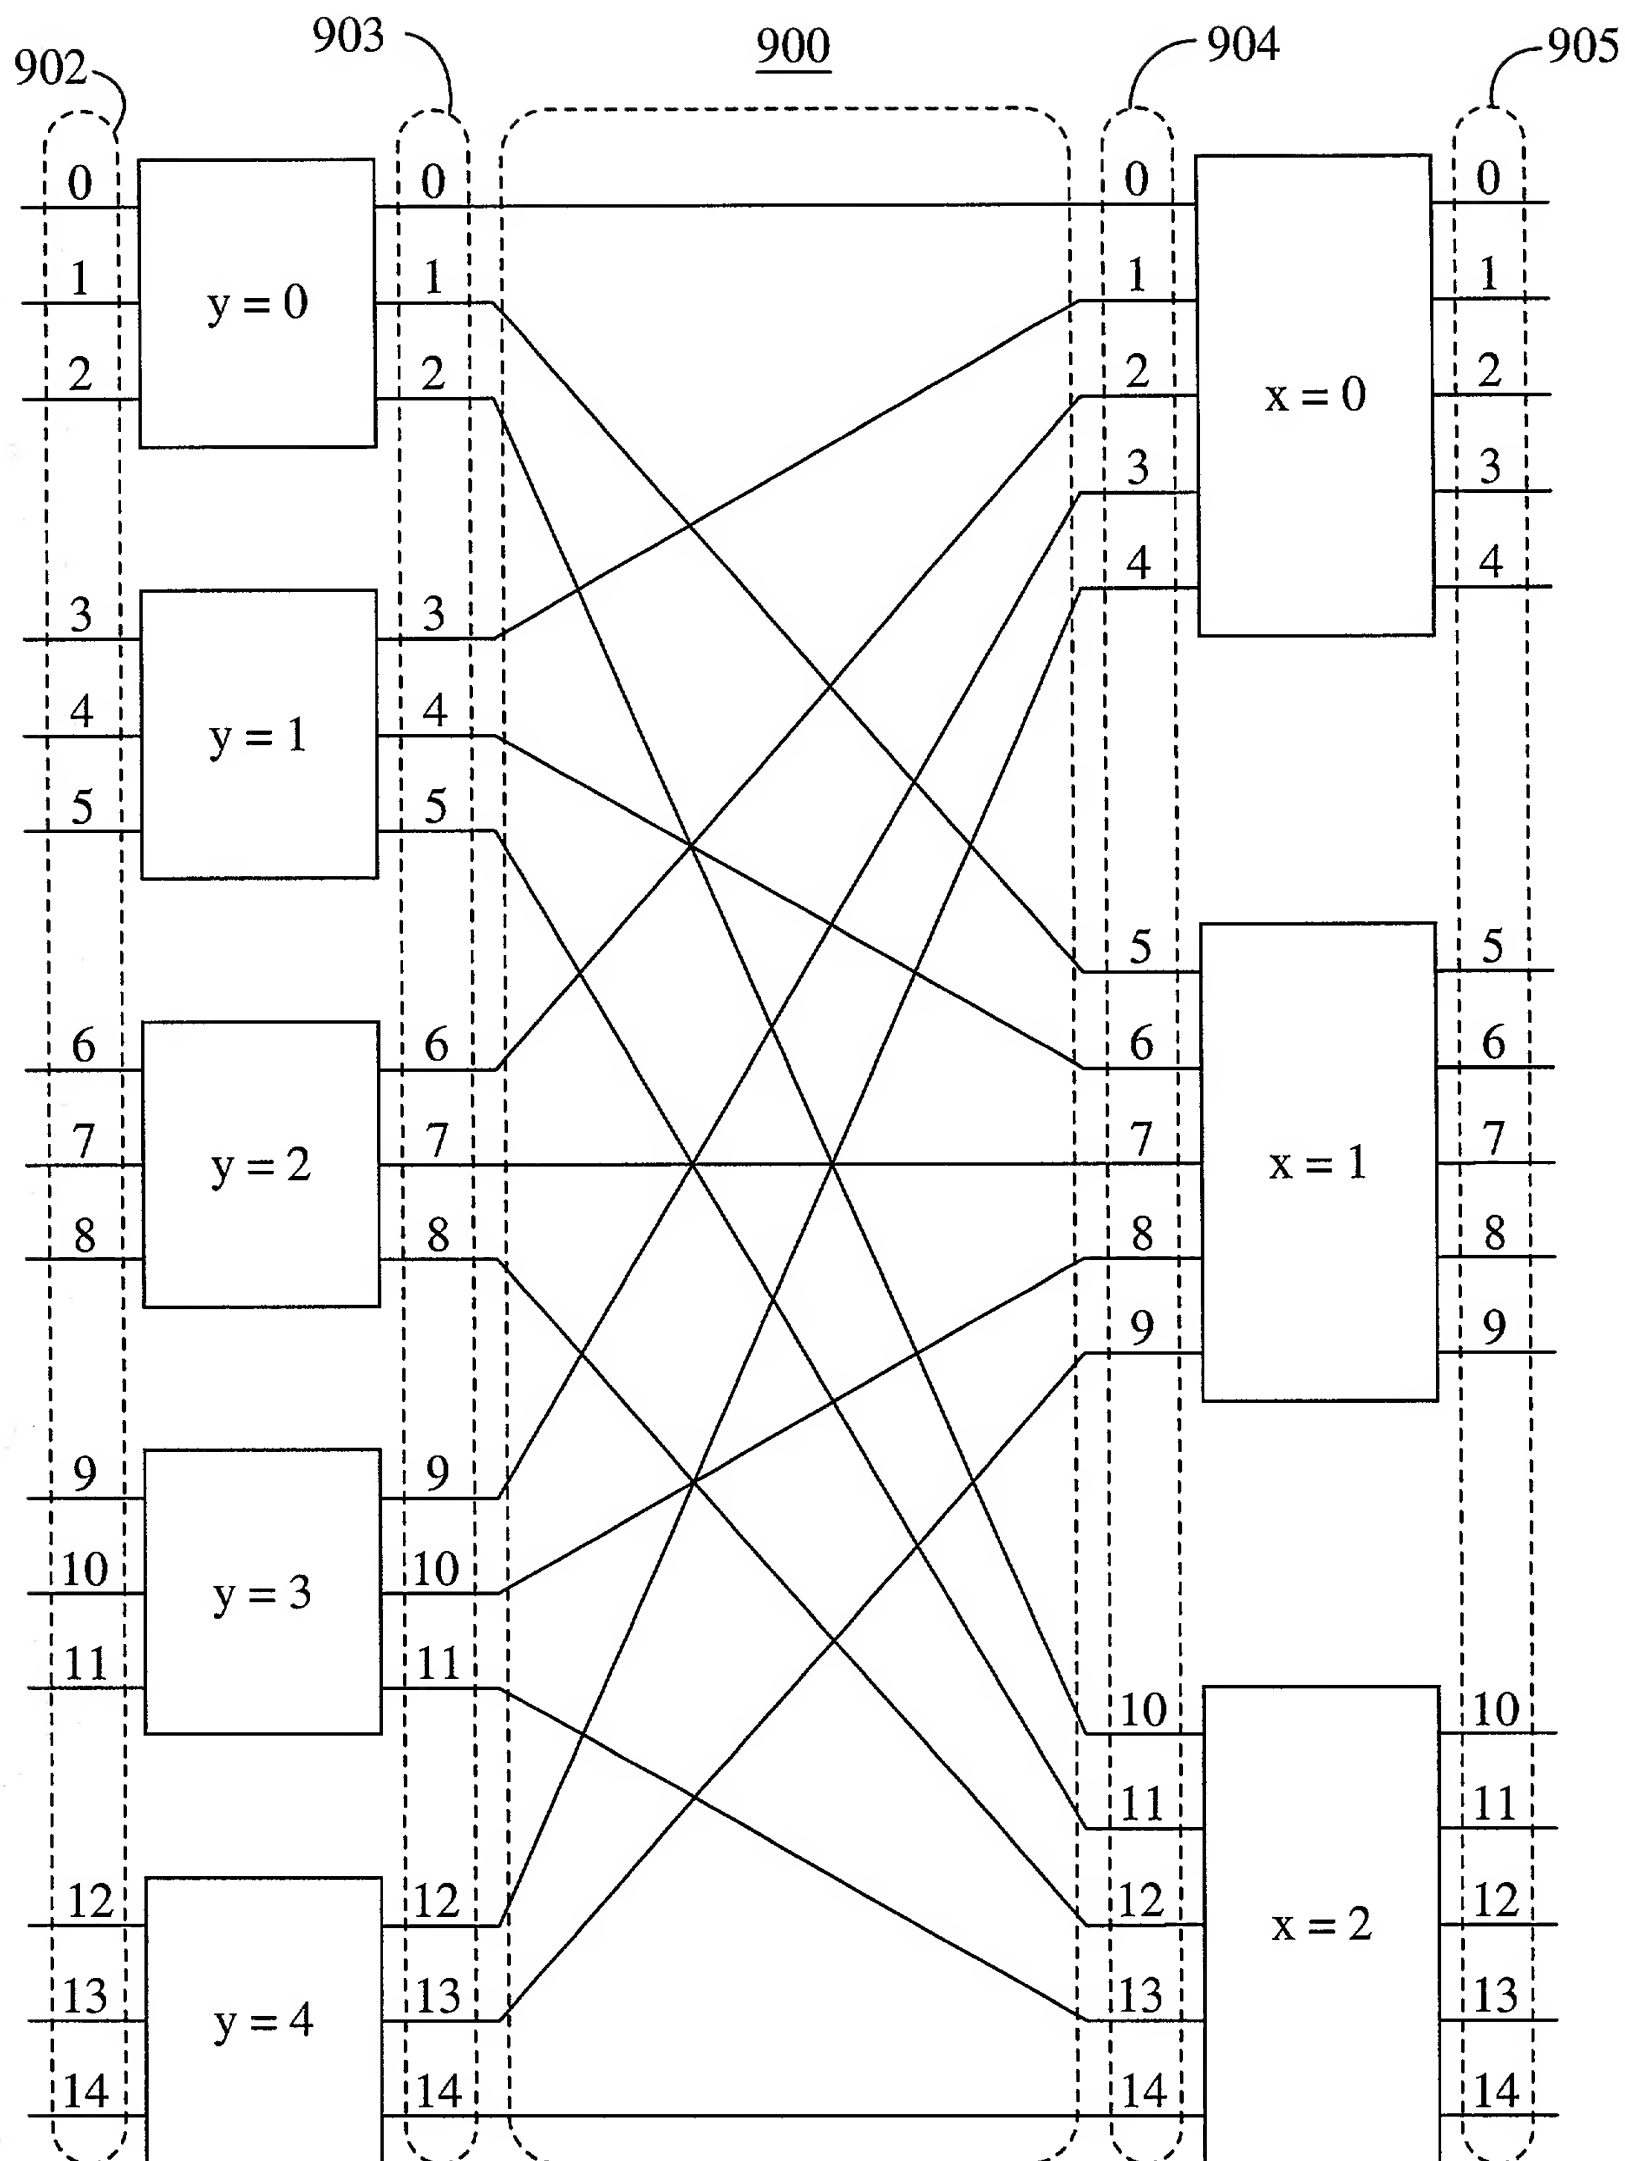 903 900 904 905
902
0 0 0 0
1 y = 0 1 1 1
2 2 2 x = 0 2
3 3
3 y = 1 3 4 4
4 4
5 5 5 5
6 y = 2 6 6 6
7 7 7 x = 1 7
8 8 8 8
9 9
9 y = 3 9
10 10
11 11 10 10
11 11
12 y = 4 12 12 x = 2 12
13 13 13 13
14 14 14 14